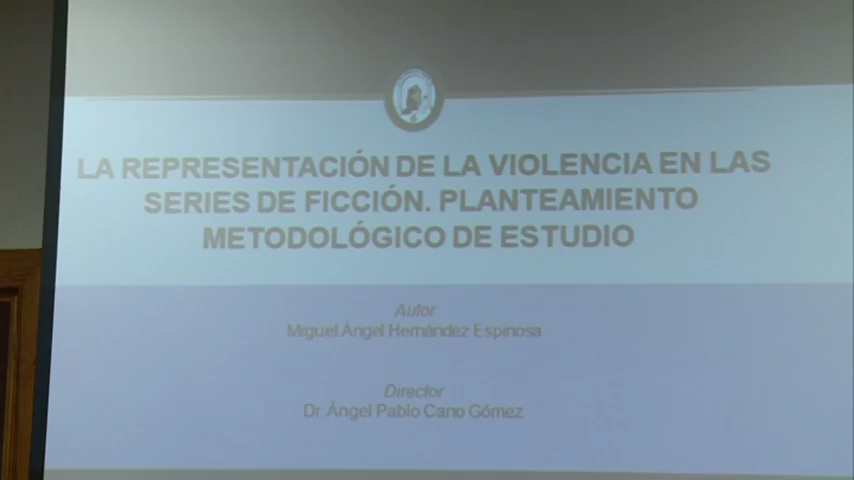 LA REPRESENTACIÓN DE LA VIOLENCIA EN LAS
SERIES DE FICCIÓN. PLANTEAMIENTO
METODOLÓGICO DE ESTUDIO
Autor
Miguel Ángel Hernández Espinosa
Director
Dr. Ángel Pablo Cano Gómez